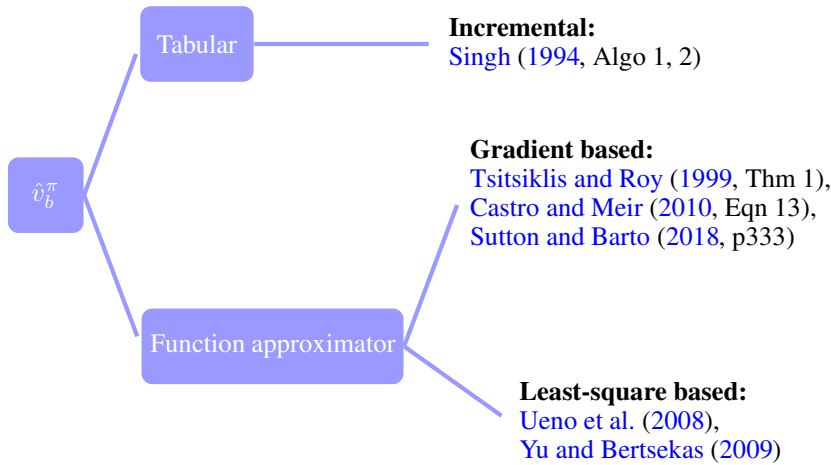 Incremental:
Singh (1994, Algo 1, 2)
Tabular
Gradient based:
Tsitsiklis and Roy (1999, Thm 1),
Castro and Meir (2010, Eqn 13),
Sutton and Barto (2018, p333)
v̂_b^π
Function approximator
Least-square based:
Ueno et al. (2008),
Yu and Bertsekas (2009)